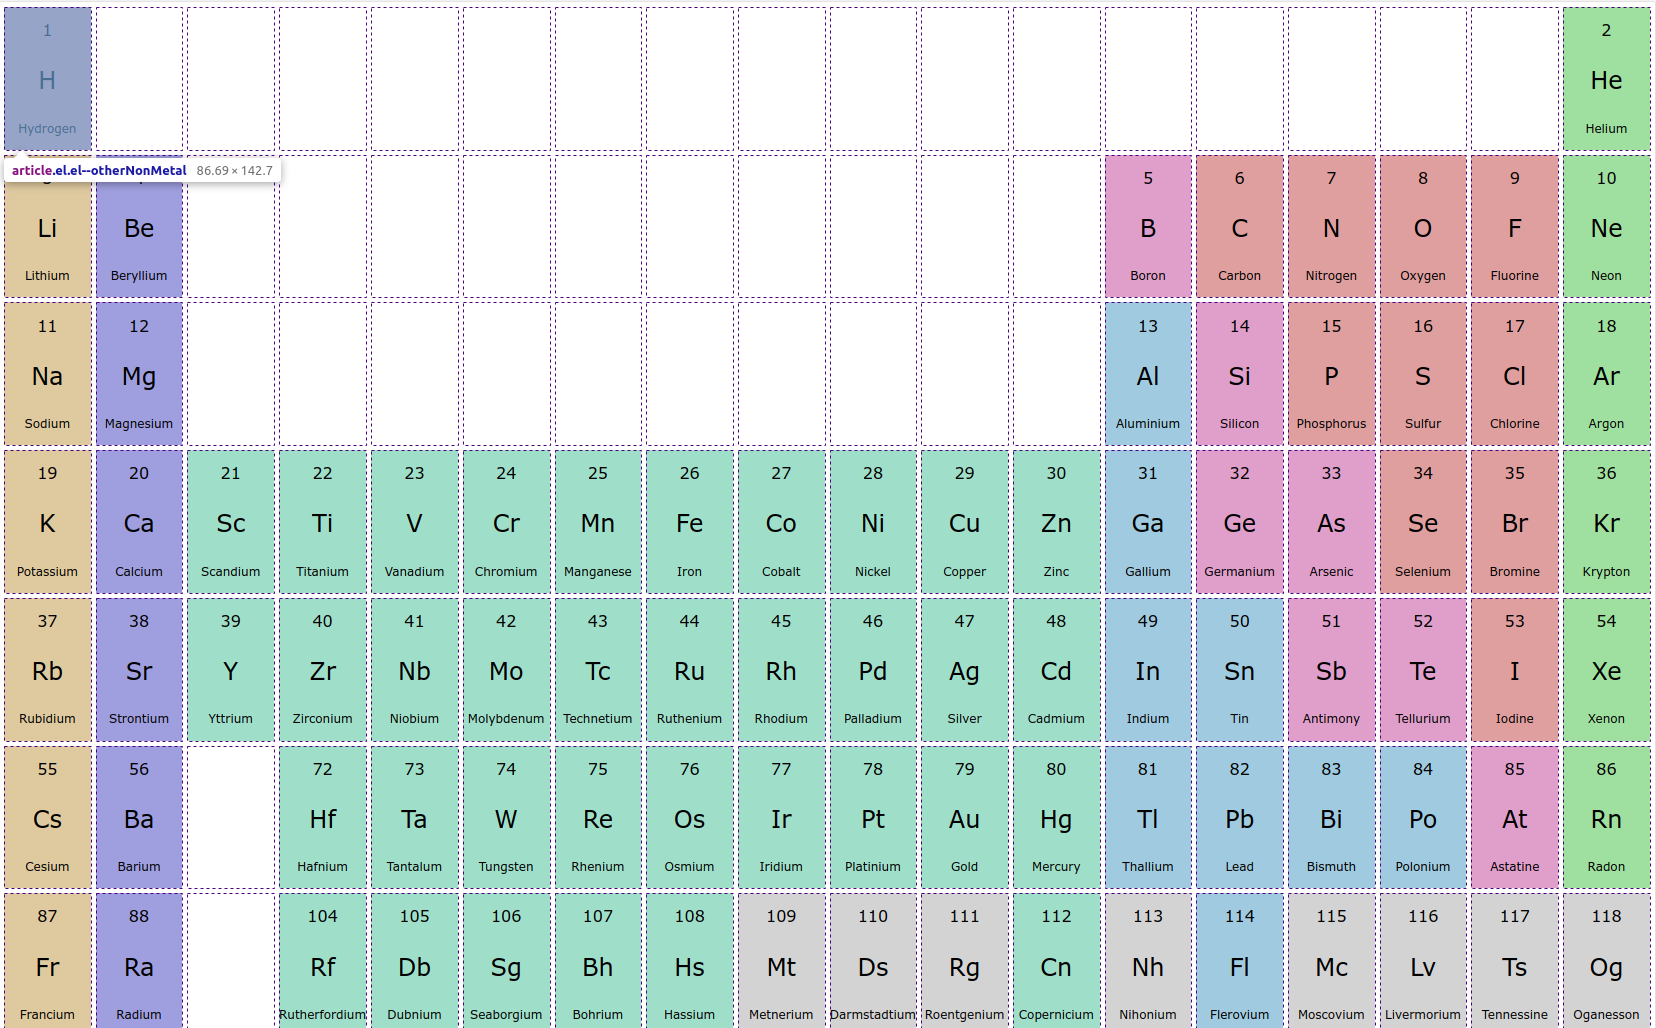 1 2
H He
Hydrogen Helium
article.el.el--otherNonMetal 86.69 × 142.7
5 6 7 8 9 10
Li Be B C N O F Ne
Lithium Beryllium Boron Carbon Nitrogen Oxygen Fluorine Neon
11 12 13 14 15 16 17 18
Na Mg Al Si P S Cl Ar
Sodium Magnesium Aluminium Silicon Phosphorus Sulfur Chlorine Argon
19 20 21 22 23 24 25 26 27 28 29 30 31 32 33 34 35 36
K Ca Sc Ti V Cr Mn Fe Co Ni Cu Zn Ga Ge As Se Br Kr
Potassium Calcium Scandium Titanium Vanadium Chromium Manganese Iron Cobalt Nickel Copper Zinc Gallium Germanium Arsenic Selenium Bromine Krypton
37 38 39 40 41 42 43 44 45 46 47 48 49 50 51 52 53 54
Rb Sr Y Zr Nb Mo Tc Ru Rh Pd Ag Cd In Sn Sb Te I Xe
Rubidium Strontium Yttrium Zirconium Niobium Molybdenum Technetium Ruthenium Rhodium Palladium Silver Cadmium Indium Tin Antimony Tellurium Iodine Xenon
55 56 72 73 74 75 76 77 78 79 80 81 82 83 84 85 86
Cs Ba Hf Ta W Re Os Ir Pt Au Hg Tl Pb Bi Po At Rn
Cesium Barium Hafnium Tantalum Tungsten Rhenium Osmium Iridium Platinium Gold Mercury Thallium Lead Bismuth Polonium Astatine Radon
87 88 104 105 106 107 108 109 110 111 112 113 114 115 116 117 118
Fr Ra Rf Db Sg Bh Hs Mt Ds Rg Cn Nh Fl Mc Lv Ts Og
Francium Radium Rutherfordium Dubnium Seaborgium Bohrium Hassium Metnerium Darmstadtium Roentgenium Copernicium Nihonium Flerovium Moscovium Livermorium Tennessine Oganesson